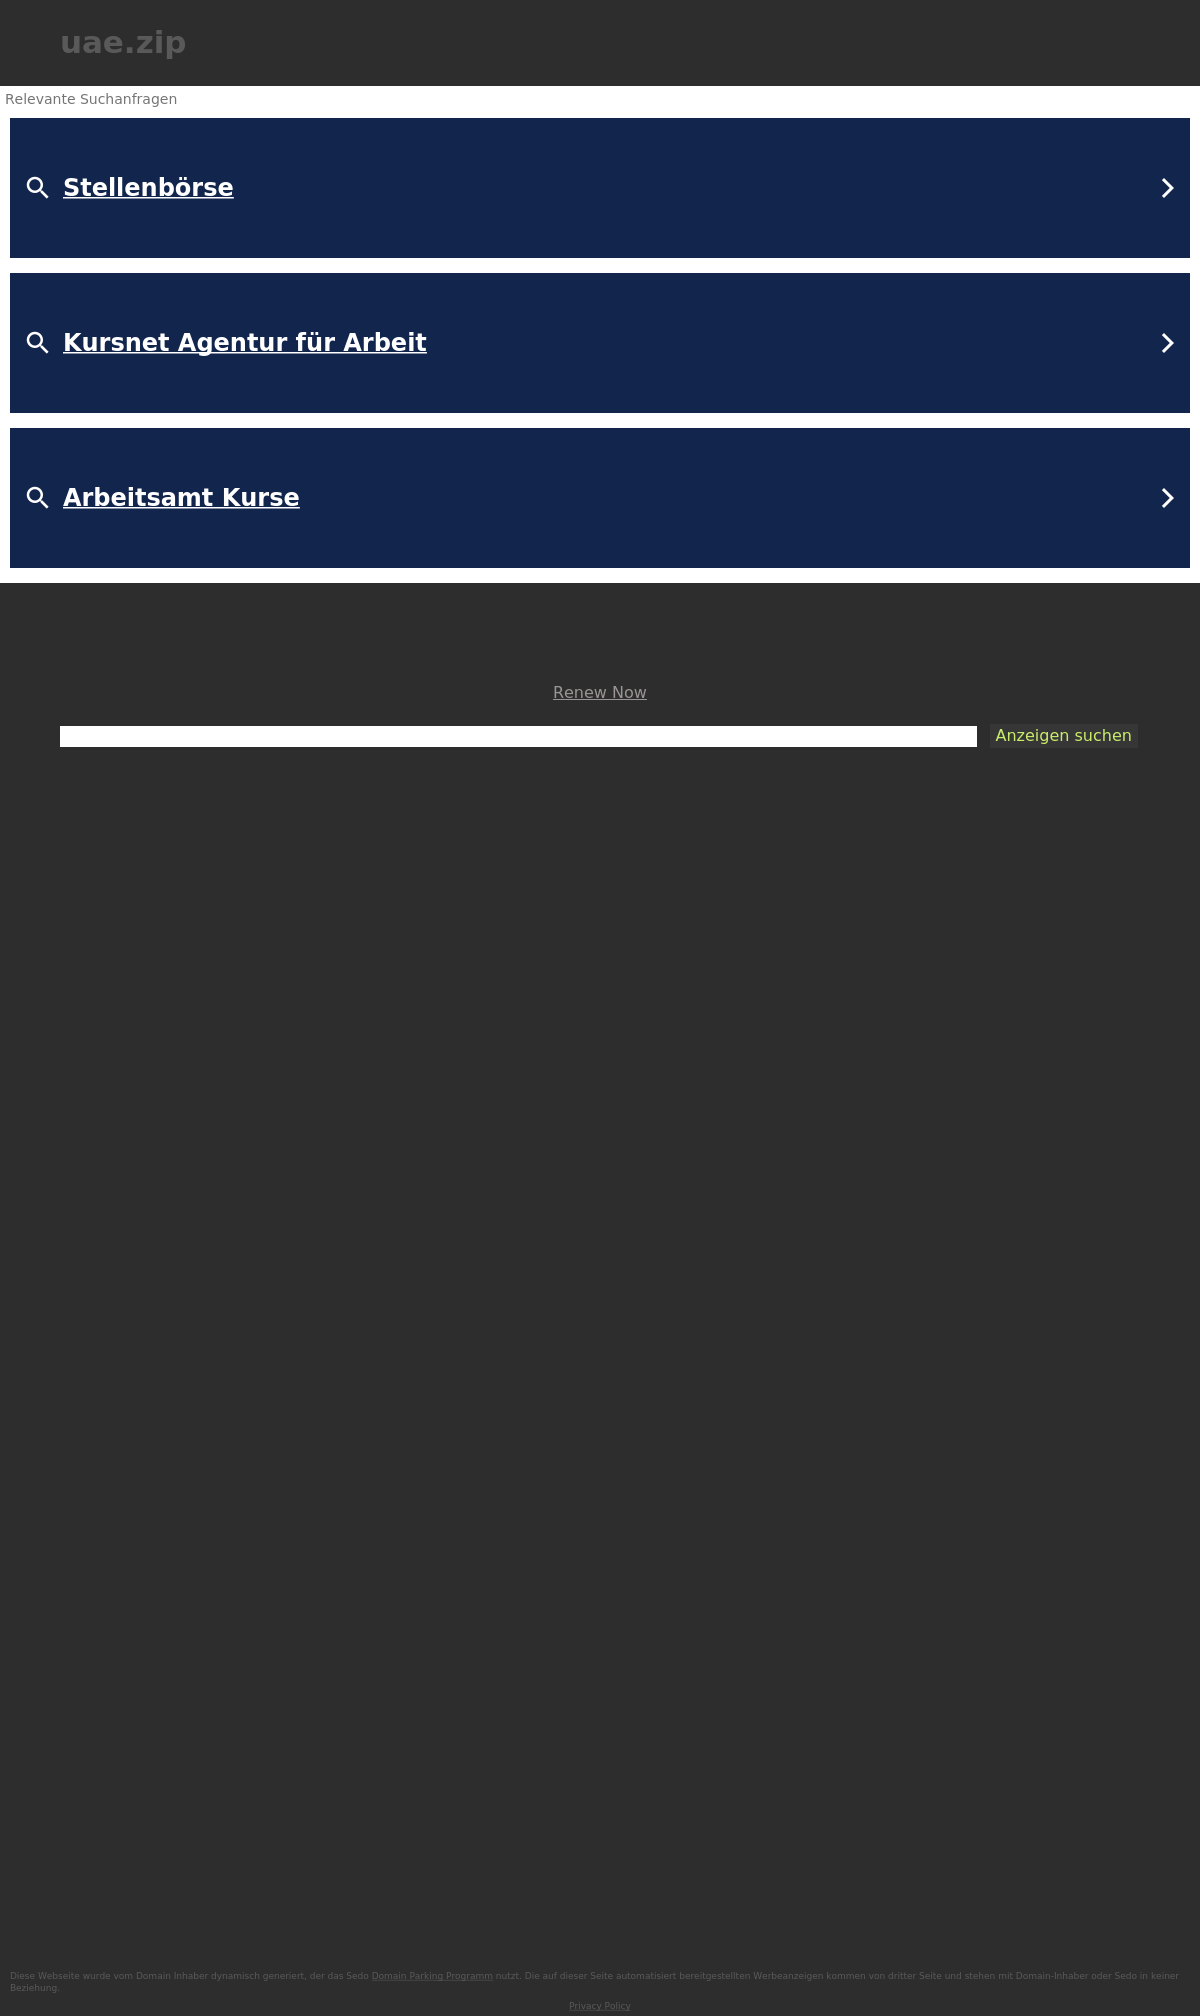 uae.zip
Relevante Suchanfragen
Stellenbörse
Kursnet Agentur für Arbeit
Arbeitsamt Kurse
Renew Now
Anzeigen suchen
Diese Webseite wurde vom Domain Inhaber dynamisch generiert, der das Sedo Domain Parking Programm nutzt. Die auf dieser Seite automatisiert bereitgestellten Werbeanzeigen kommen von dritter Seite und stehen mit Domain-Inhaber oder Sedo in keiner
Beziehung.
Privacy Policy